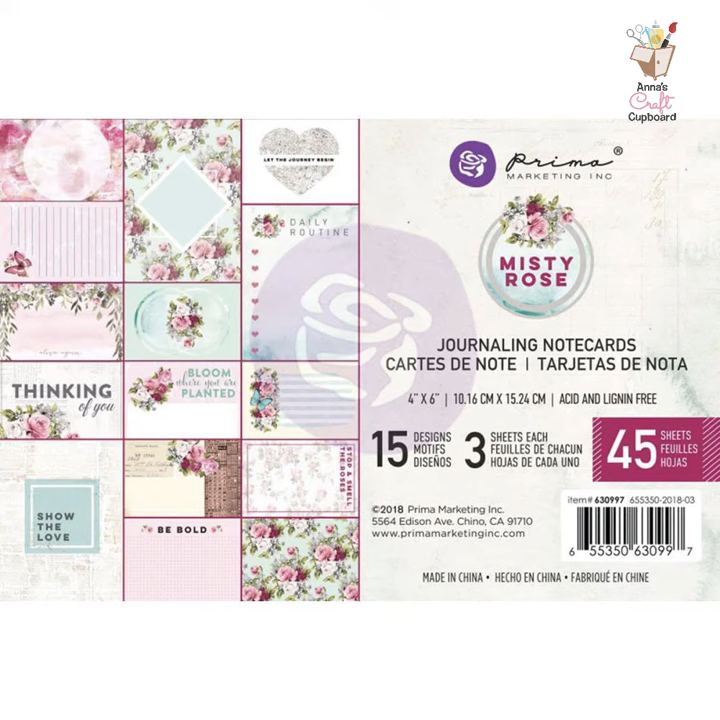 Anna's
Craft
Cupboard
LET THE JOURNEY BEGIN
DAILY
ROUTINE
THINKING
of you
BLOOM
where you are
PLANTED
STOP & SMELL
THE ROSES
SHOW
THE
LOVE
BE BOLD
Prima®
MARKETING INC
MISTY
ROSE
JOURNALING NOTECARDS
CARTES DE NOTE | TARJETAS DE NOTA
4" X 6" | 10.16 CM X 15.24 CM | ACID AND LIGNIN FREE
15 DESIGNS MOTIFS DISEÑOS
3 SHEETS EACH FEUILLES DE CHACUN HOJAS DE CADA UNO
45 SHEETS FEUILLES HOJAS
item# 630997 655350-2018-03
©2018 Prima Marketing Inc.
5564 Edison Ave. Chino, CA 91710
www.primamarketinginc.com
6 55350 63099 7
MADE IN CHINA • HECHO EN CHINA • FABRIQUÉ EN CHINE